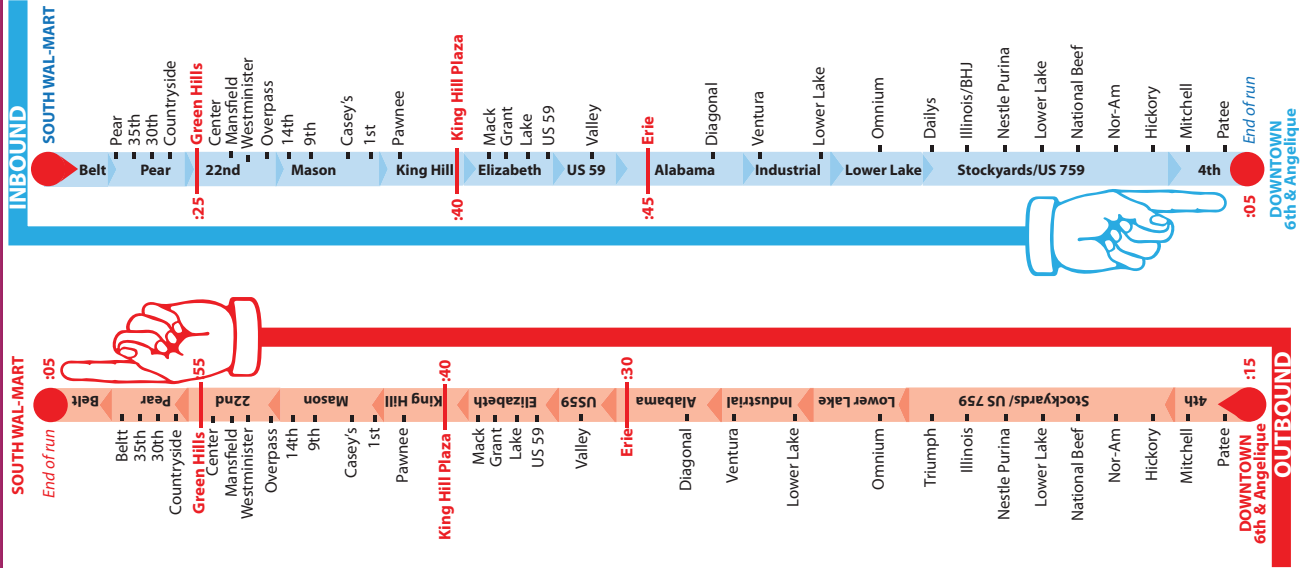 INBOUND
SOUTH WAL-MART
Pear
35th
30th
Countryside
Green Hills
Center
Mansfield
Westminister
Overpass
14th
9th
Casey's
1st
Pawnee
King Hill Plaza
Mack
Grant
Lake
US 59
Valley
Erie
Diagonal
Ventura
Lower Lake
Omnium
Dailys
Illinois/BHJ
Nestle Purina
Lower Lake
National Beef
Nor-Am
Hickory
Mitchell
Patee
End of run
Belt
Pear
22nd
Mason
King Hill
Elizabeth
US 59
Alabama
Industrial
Lower Lake
Stockyards/US 759
4th
:25
:40
:45
:05
DOWNTOWN
6th & Angelique
SOUTH WAL-MART
:05
:55
:40
:30
:15
Belt
Pear
22nd
Mason
King Hill
Elizabeth
US59
Alabama
Industrial
Lower Lake
Stockyards/ US 759
4th
End of run
Beltt
35th
30th
Countryside
Green Hills
Center
Mansfield
Westminister
Overpass
14th
9th
Casey's
1st
Pawnee
King Hill Plaza
Mack
Grant
Lake
US 59
Valley
Erie
Diagonal
Ventura
Lower Lake
Omnium
Triumph
Illinois
Nestle Purina
Lower Lake
National Beef
Nor-Am
Hickory
Mitchell
Patee
DOWNTOWN
6th & Angelique
OUTBOUND